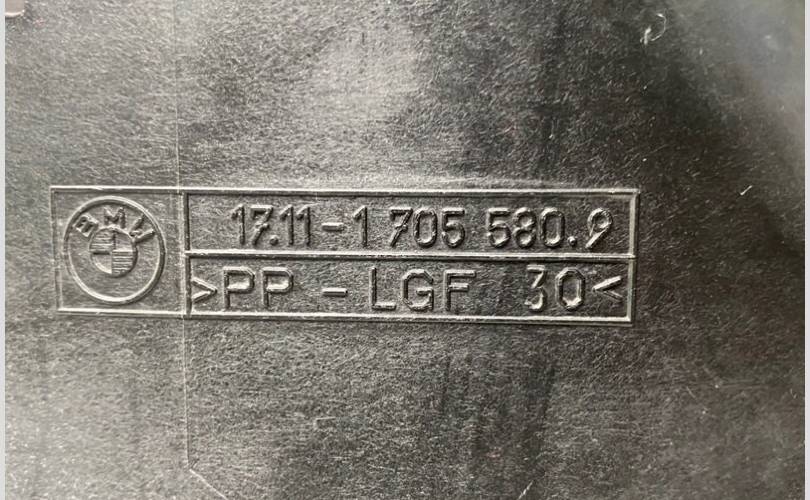 BMW
17.11-1 705 580.9
>PP - LGF 30<